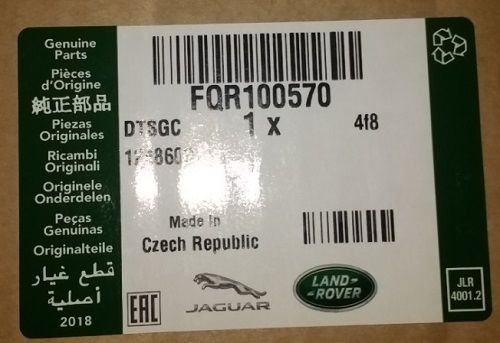 Genuine
Parts
Pièces
d'Origine
純正部品
Piezas
Originales
Ricambi
Originali
Originele
Onderdelen
Peças
Genuinas
Originalteile
قطع غيار
أصلية
2018
FQR100570
DTSGC
1 x
4f8
Made In
Czech Republic
EAC
JAGUAR
LAND-
-ROVER
JLR
4001.2